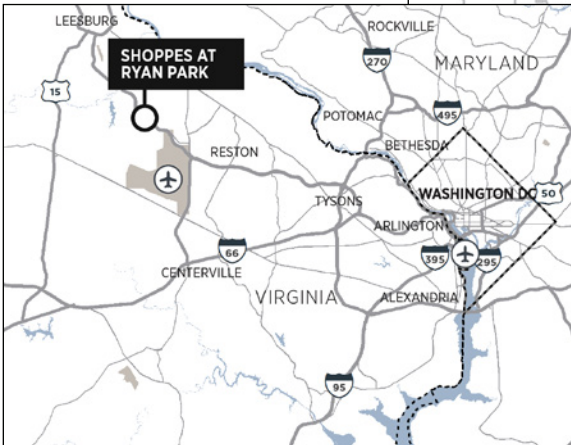 LEESBURG
ROCKVILLE
SHOPPES AT
RYAN PARK
270
MARYLAND
15
495
POTOMAC
BETHESDA
RESTON
WASHINGTON DC
50
TYSONS
ARLINGTON
66
395
295
CENTERVILLE
VIRGINIA
ALEXANDRIA
95